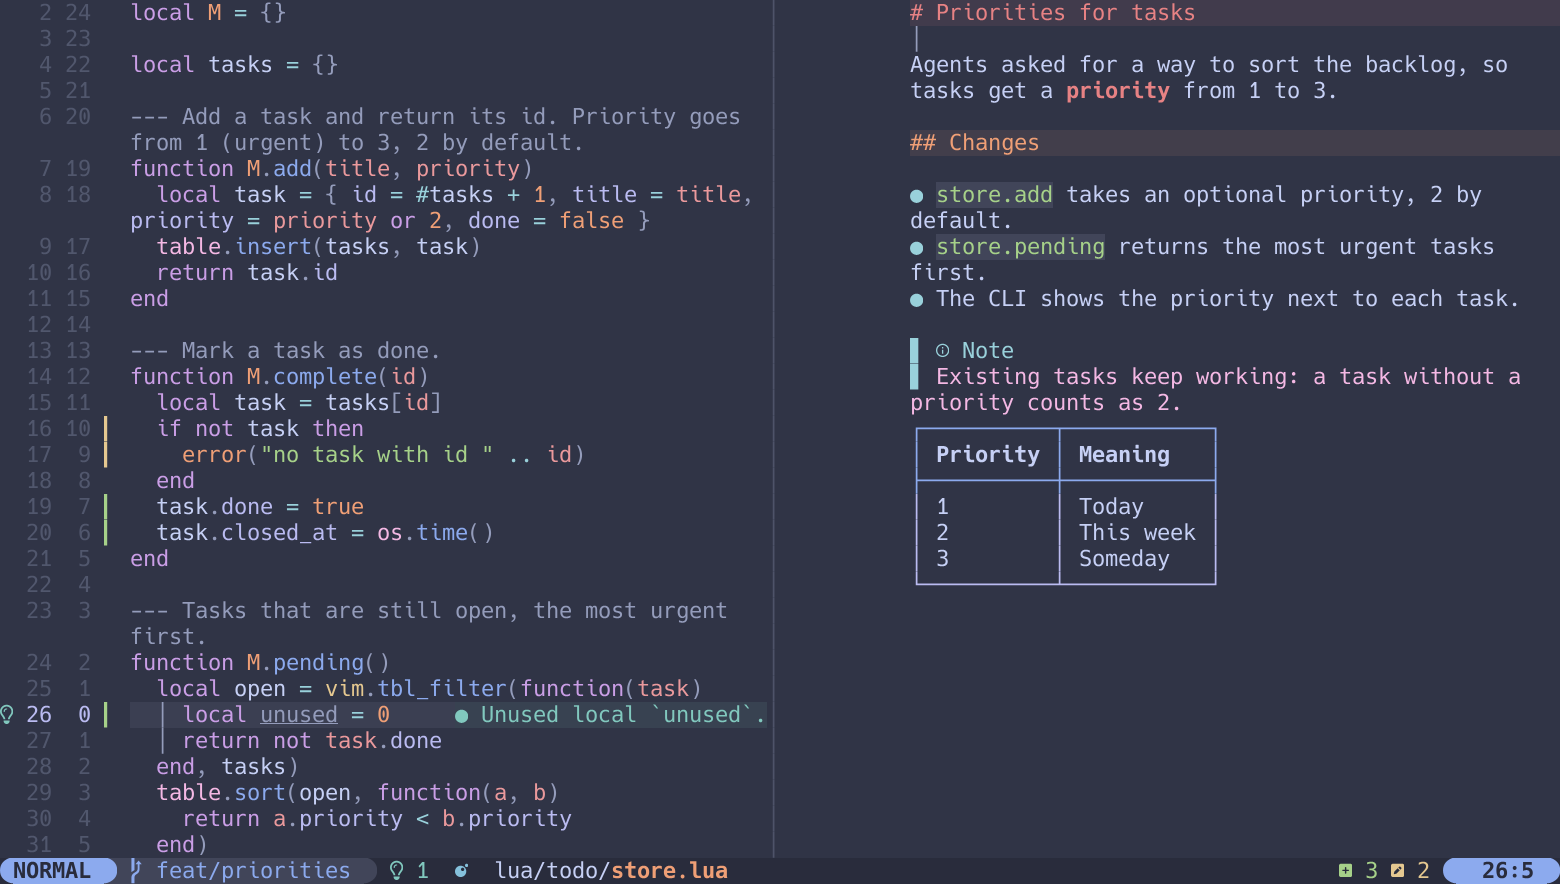 2 24 local M = {}
3 23
4 22 local tasks = {}
5 21
6 20 --- Add a task and return its id. Priority goes
from 1 (urgent) to 3, 2 by default.
7 19 function M.add(title, priority)
8 18 local task = { id = #tasks + 1, title = title,
priority = priority or 2, done = false }
9 17 table.insert(tasks, task)
10 16 return task.id
11 15 end
12 14
13 13 --- Mark a task as done.
14 12 function M.complete(id)
15 11 local task = tasks[id]
16 10 if not task then
17 9 error("no task with id " .. id)
18 8 end
19 7 task.done = true
20 6 task.closed_at = os.time()
21 5 end
22 4
23 3 --- Tasks that are still open, the most urgent
first.
24 2 function M.pending()
25 1 local open = vim.tbl_filter(function(task)
26 0 local unused = 0 ● Unused local `unused`.
27 1 return not task.done
28 2 end, tasks)
29 3 table.sort(open, function(a, b)
30 4 return a.priority < b.priority
31 5 end)
# Priorities for tasks
Agents asked for a way to sort the backlog, so
tasks get a priority from 1 to 3.
## Changes
● store.add takes an optional priority, 2 by
default.
● store.pending returns the most urgent tasks
first.
● The CLI shows the priority next to each task.
Note
Existing tasks keep working: a task without a
priority counts as 2.
Priority Meaning
1 Today
2 This week
3 Someday
NORMAL feat/priorities 1 lua/todo/store.lua 3 2 26:5